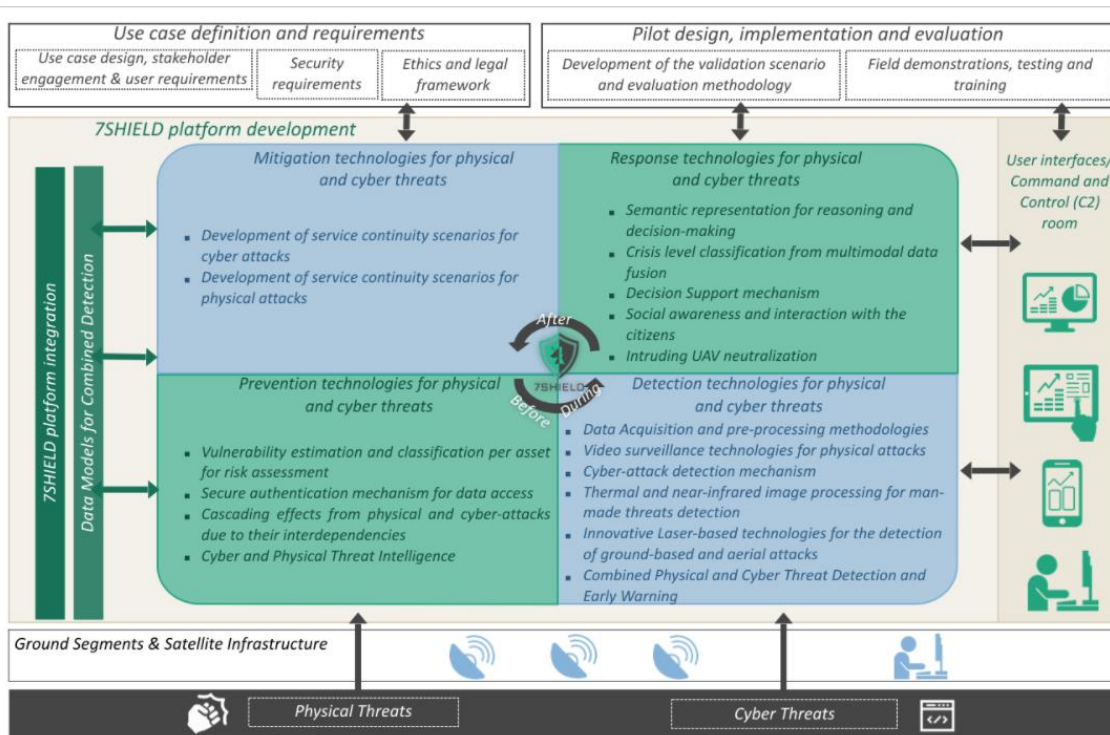 Use case definition and requirements
Use case design, stakeholder
engagement & user requirements
Security
requirements
Ethics and legal
framework
Pilot design, implementation and evaluation
Development of the validation scenario
and evaluation methodology
Field demonstrations, testing and
training
7SHIELD platform development
7SHIELD platform integration
Data Models for Combined Detection
Mitigation technologies for physical
and cyber threats
Development of service continuity scenarios for
cyber attacks
Development of service continuity scenarios for
physical attacks
Response technologies for physical
and cyber threats
Semantic representation for reasoning and
decision-making
Crisis level classification from multimodal data
fusion
Decision Support mechanism
Social awareness and interaction with the
citizens
Intruding UAV neutralization
After
7SHIELD
Before
During
Prevention technologies for physical
and cyber threats
Vulnerability estimation and classification per asset
for risk assessment
Secure authentication mechanism for data access
Cascading effects from physical and cyber-attacks
due to their interdependencies
Cyber and Physical Threat Intelligence
Detection technologies for physical
and cyber threats
Data Acquisition and pre-processing methodologies
Video surveillance technologies for physical attacks
Cyber-attack detection mechanism
Thermal and near-infrared image processing for man-
made threats detection
Innovative Laser-based technologies for the detection
of ground-based and aerial attacks
Combined Physical and Cyber Threat Detection and
Early Warning
User interfaces/
Command and
Control (C2)
room
Ground Segments & Satellite Infrastructure
Physical Threats
Cyber Threats